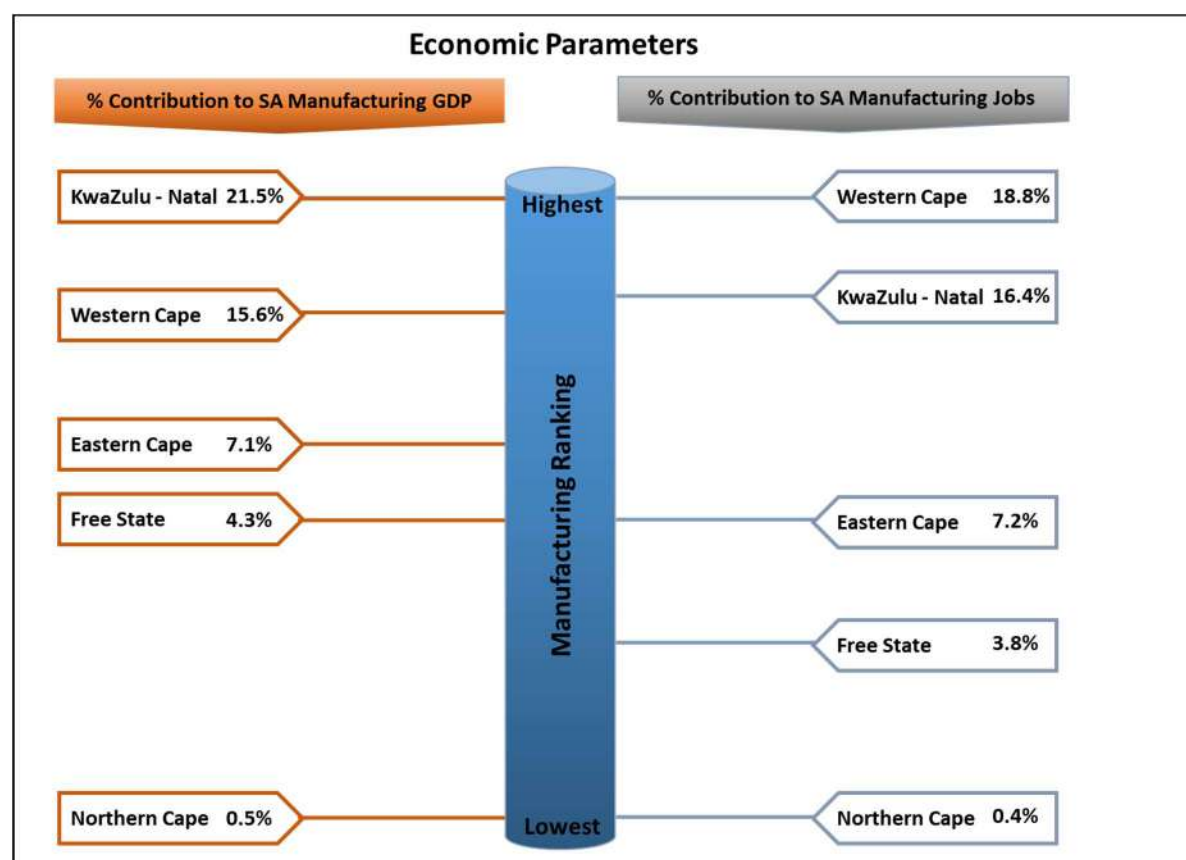 Economic Parameters
% Contribution to SA Manufacturing GDP
% Contribution to SA Manufacturing Jobs
KwaZulu - Natal 21.5%
Western Cape 15.6%
Eastern Cape 7.1%
Free State 4.3%
Northern Cape 0.5%
Highest
Manufacturing Ranking
Lowest
Western Cape 18.8%
KwaZulu - Natal 16.4%
Eastern Cape 7.2%
Free State 3.8%
Northern Cape 0.4%